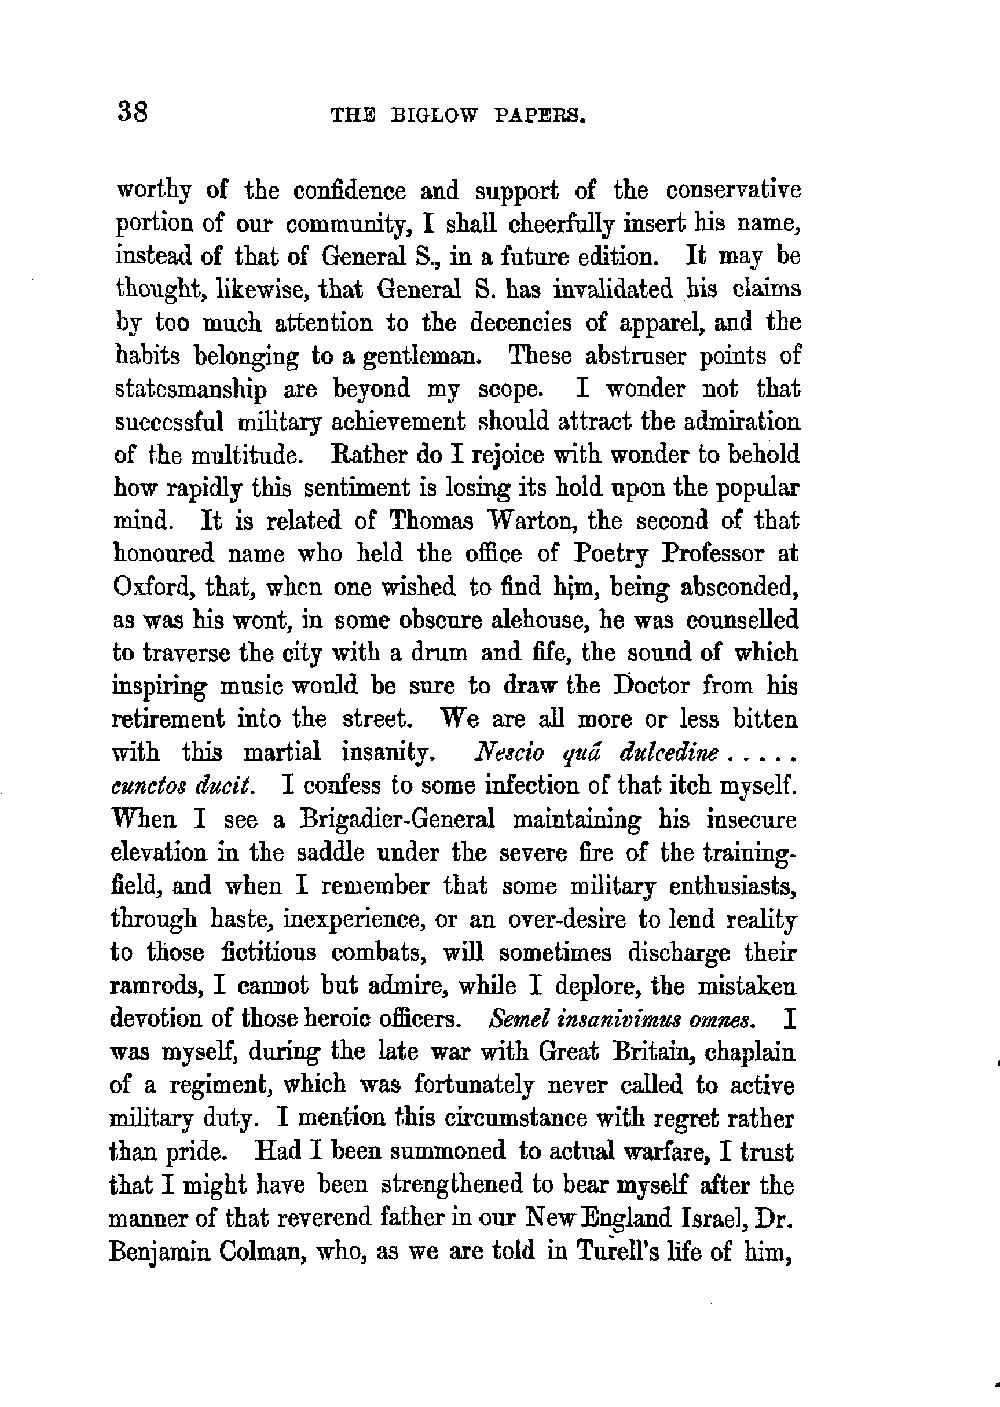 38 THE BIGLOW PAPERS.
worthy of the confidence and support of the conservative
portion of our community, I shall cheerfully insert his name,
instead of that of General S., in a future edition. It may be
thought, likewise, that General S. has invalidated his claims
by too much attention to the decencies of apparel, and the
habits belonging to a gentleman. These abstruser points of
statesmanship are beyond my scope. I wonder not that
successful military achievement should attract the admiration
of the multitude. Rather do I rejoice with wonder to behold
how rapidly this sentiment is losing its hold upon the popular
mind. It is related of Thomas Warton, the second of that
honoured name who held the office of Poetry Professor at
Oxford, that, when one wished to find him, being absconded,
as was his wont, in some obscure alehouse, he was counselled
to traverse the city with a drum and fife, the sound of which
inspiring music would be sure to draw the Doctor from his
retirement into the street. We are all more or less bitten
with this martial insanity. Nescio quâ dulcedine . . . . .
cunctos ducit. I confess to some infection of that itch myself.
When I see a Brigadier-General maintaining his insecure
elevation in the saddle under the severe fire of the training-
field, and when I remember that some military enthusiasts,
through haste, inexperience, or an over-desire to lend reality
to those fictitious combats, will sometimes discharge their
ramrods, I cannot but admire, while I deplore, the mistaken
devotion of those heroic officers. Semel insanivimus omnes. I
was myself, during the late war with Great Britain, chaplain
of a regiment, which was fortunately never called to active
military duty. I mention this circumstance with regret rather
than pride. Had I been summoned to actual warfare, I trust
that I might have been strengthened to bear myself after the
manner of that reverend father in our New England Israel, Dr.
Benjamin Colman, who, as we are told in Turell's life of him,